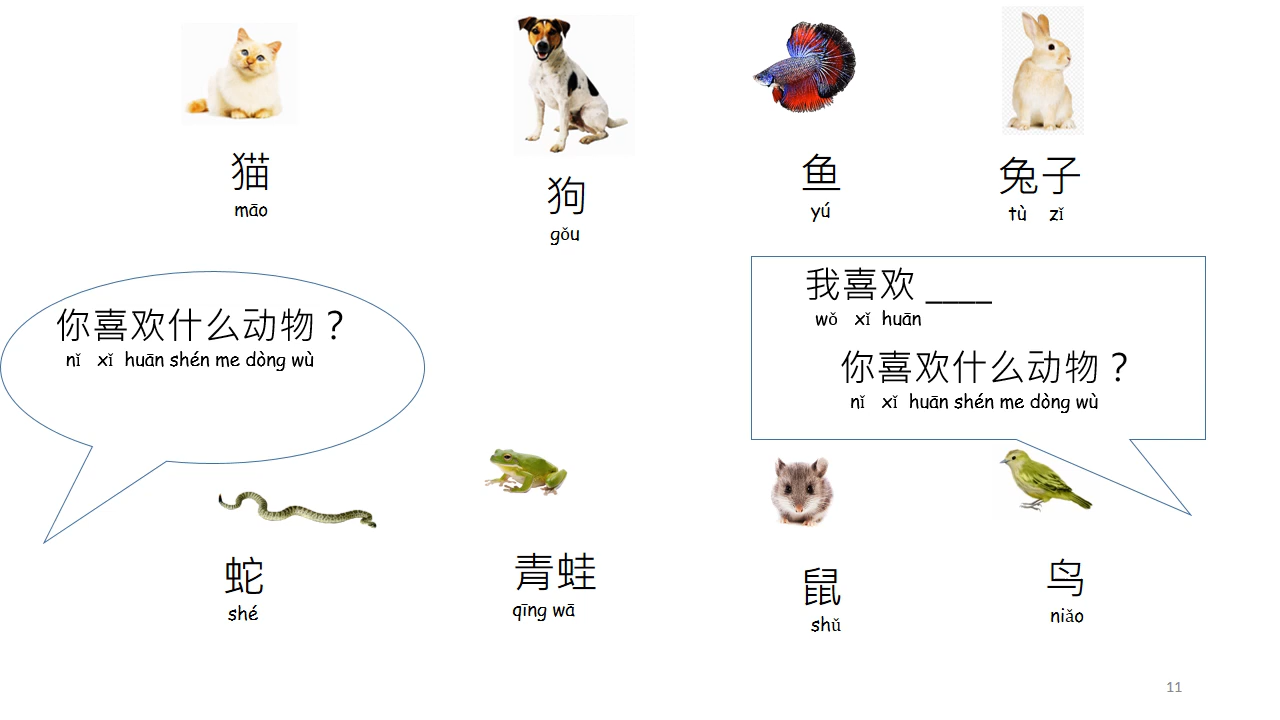 猫
māo
狗
gǒu
鱼
yú
兔子
tù zǐ
你喜欢什么动物？
nǐ xǐ huān shén me dòng wù
我喜欢 ____
wǒ xǐ huān
你喜欢什么动物？
nǐ xǐ huān shén me dòng wù
蛇
shé
青蛙
qīng wā
鼠
shǔ
鸟
niǎo
11